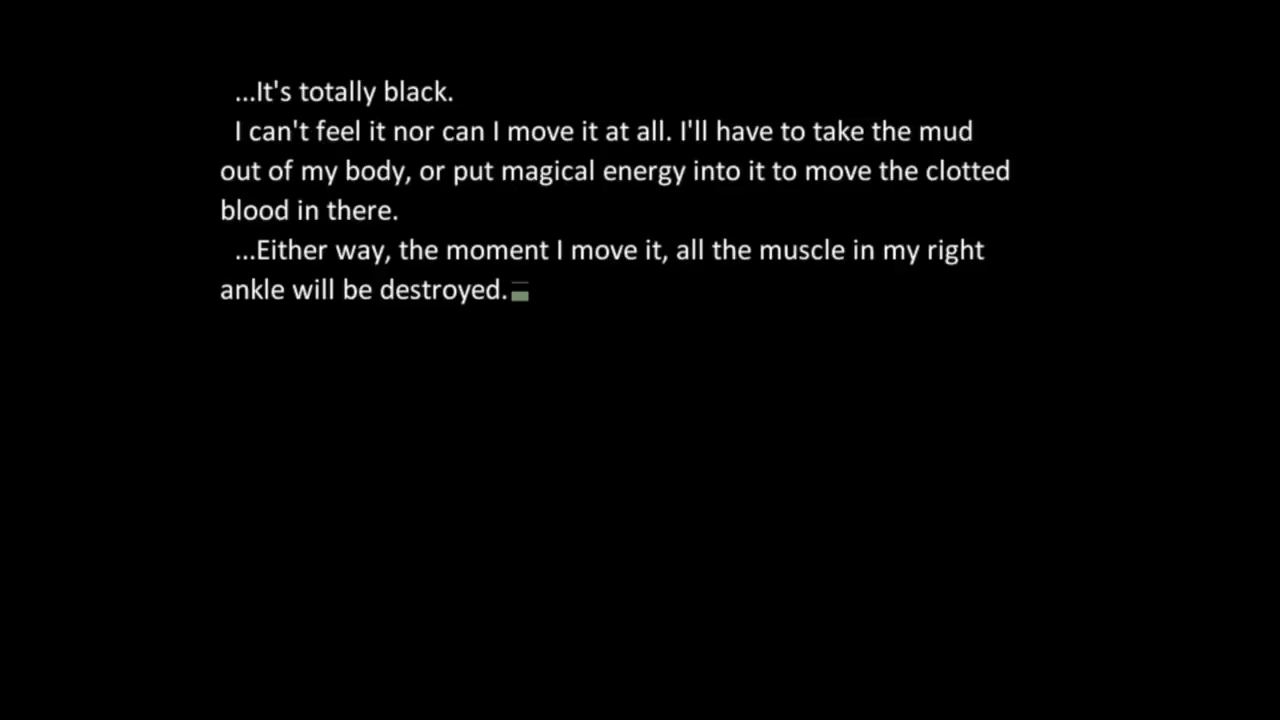 ...It's totally black.
I can't feel it nor can I move it at all. I'll have to take the mud
out of my body, or put magical energy into it to move the clotted
blood in there.
...Either way, the moment I move it, all the muscle in my right
ankle will be destroyed.